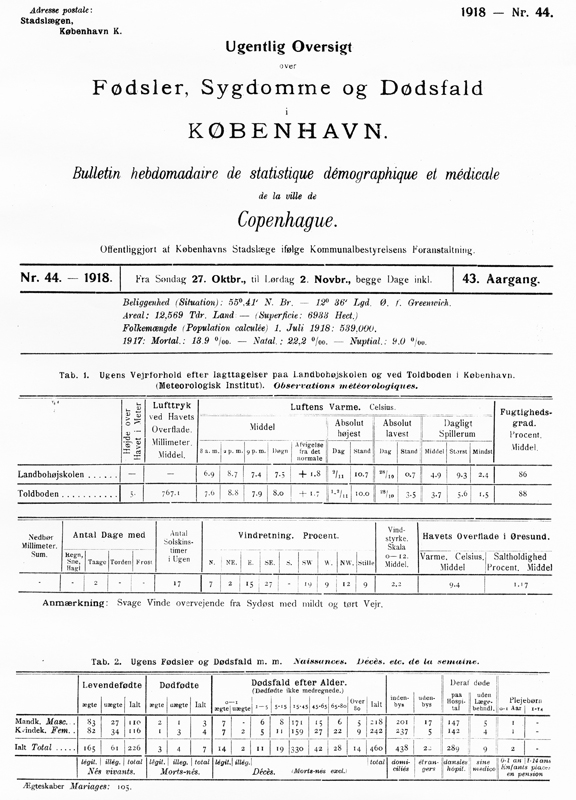 Adresse postale:
Stadslægen,
København K.
1918 — Nr. 44.
Ugentlig Oversigt
over
Fødsler, Sygdomme og Dødsfald
i
KØBENHAVN.
Bulletin hebdomadaire de statistique démographique et médicale
de la ville de
Copenhague.
Offentliggjort af Københavns Stadslæge ifølge Kommunalbestyrelsens Foranstaltning.
Nr. 44. — 1918. Fra Søndag 27. Oktbr., til Lørdag 2. Novbr., begge Dage inkl. 43. Aargang.
Beliggenhed (Situation): 55º,41' N. Br. — 12º 36' Lgd. Ø. f. Greenwich.
Areal: 12,569 Tdr. Land — (Superficie: 6933 Hect.)
Folkemængde (Population calculée) 1. Juli 1918: 539,000.
1917: Mortal.: 13.9 º/oo. — Natal.: 22,2 º/oo. — Nuptial.: 9.0 º/oo.
Tab. 1. Ugens Vejrforhold efter Iagttagelser paa Landbohøjskolen og ved Toldboden i København.
(Meteorologisk Institut). Observations météorologiques.
Højde over Havet i Meter
Lufttryk ved Havets Overflade. Millimeter. Middel.
Luftens Varme. Celsius.
Fugtighedsgrad. Procent. Middel.
Middel Absolut højest Absolut lavest Dagligt Spillerum
8 a. m. 2 p. m. 9 p. m. Døgn Afvigelse fra det normale Dag Stand Dag Stand Middel Størst Mindst
Landbohøjskolen ...... — — 6.9 8.7 7.4 7.5 + 1.8 2/11 10.7 28/10 0.7 4.9 9.3 2.4 86
Toldboden ........... 5. 767.1 7.6 8.8 7.9 8.0 + 1.7 1,2/11 10.0 28/10 3.5 3.7 5.6 1.5 88
Nedbør Millimeter. Sum.
Antal Dage med
Antal Solskinstimer i Ugen
Vindretning. Procent.
Vindstyrke. Skala 0—12. Middel.
Havets Overflade i Øresund.
Regn, Sne, Hagl Taage Torden Frost N. NE. E. SE. S. SW W. NW. Stille Varme, Celsius, Middel Saltholdighed Procent, Middel
- - 2 - - 17 7 2 15 27 - 19 9 12 9 2,2 9,4 1,17
Anmærkning: Svage Vinde overvejende fra Sydøst med mildt og tørt Vejr.
Tab. 2. Ugens Fødsler og Dødsfald m. m. Naissances. Décès. etc. de la semaine.
Levendefødte Dødfødte Dødsfald efter Alder. (Dødfødte ikke medregnede.) indenbys udenbys Deraf døde Plejebørn
ægte uægte Ialt ægte uægte Ialt 0—1 ægte uægte 1—5 5-15 15-45 45-65 65-80 Over 80 Ialt paa Hospital uden Lægebehndl. 0-1 Aar 1-14
Mandk. Masc... 83 27 110 2 1 3 7 - 6 8 171 15 6 5 218 201 17 147 5 1 -
Kvindek. Fem.. 82 34 116 1 3 4 7 2 5 11 159 27 22 9 242 237 5 142 4 1 -
Ialt Total ..... 165 61 226 3 4 7 14 2 11 19 330 42 28 14 460 438 22 289 9 2 -
légit. illeg. total légit. illeg. total total domiciliés étrangers dans les hôpit. sine medico 0-1 an 1-14 ans
Nés vivants. Morts-nés. Décès. (Morts-nés excl.) Enfants placés en pension
Ægteskaber Mariages: 105.